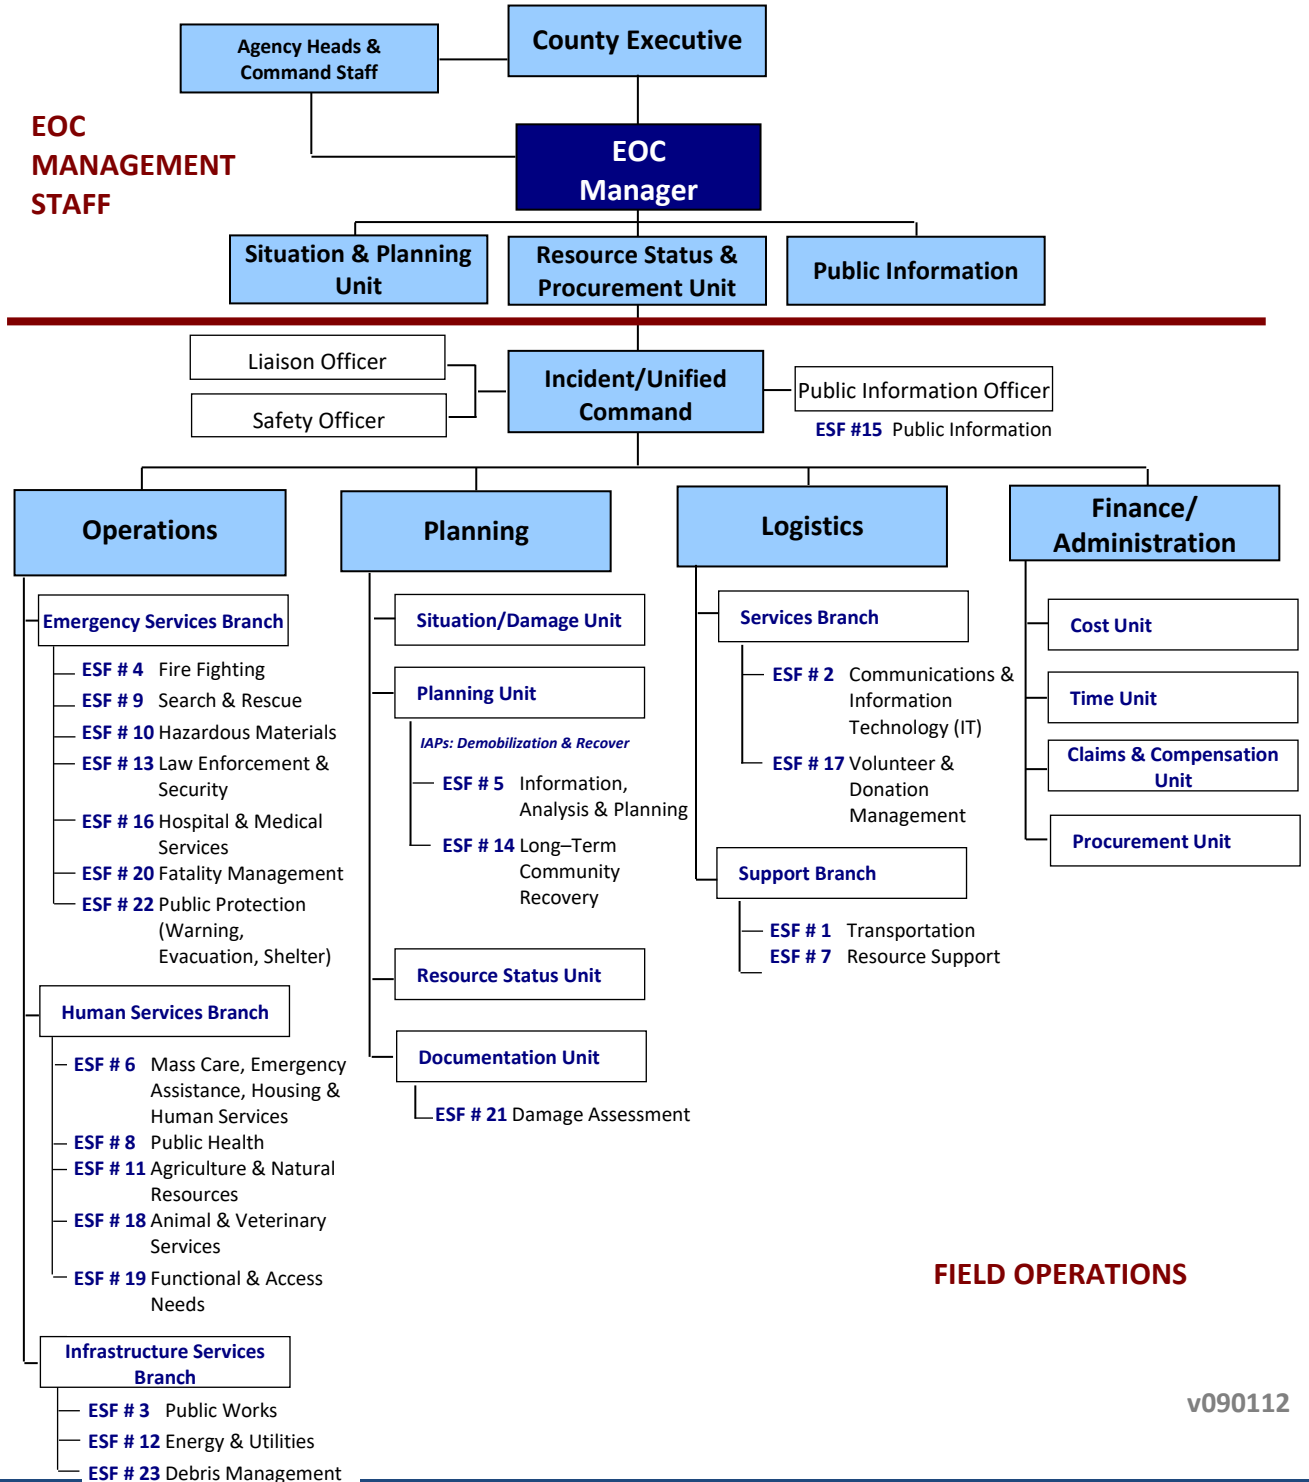 County Executive
Agency Heads &
Command Staff
EOC
MANAGEMENT
STAFF
EOC
Manager
Situation & Planning
Unit
Resource Status &
Procurement Unit
Public Information
Liaison Officer
Safety Officer
Incident/Unified
Command
Public Information Officer
ESF #15 Public Information
Operations
Emergency Services Branch
ESF # 4 Fire Fighting
ESF # 9 Search & Rescue
ESF # 10 Hazardous Materials
ESF # 13 Law Enforcement &
Security
ESF # 16 Hospital & Medical
Services
ESF # 20 Fatality Management
ESF # 22 Public Protection
(Warning,
Evacuation, Shelter)
Human Services Branch
ESF # 6 Mass Care, Emergency
Assistance, Housing &
Human Services
ESF # 8 Public Health
ESF # 11 Agriculture & Natural
Resources
ESF # 18 Animal & Veterinary
Services
ESF # 19 Functional & Access
Needs
Infrastructure Services
Branch
ESF # 3 Public Works
ESF # 12 Energy & Utilities
ESF # 23 Debris Management
Planning
Situation/Damage Unit
Planning Unit
IAPs: Demobilization & Recover
ESF # 5 Information,
Analysis & Planning
ESF # 14 Long–Term
Community
Recovery
Resource Status Unit
Documentation Unit
ESF # 21 Damage Assessment
Logistics
Services Branch
ESF # 2 Communications &
Information
Technology (IT)
ESF # 17 Volunteer &
Donation
Management
Support Branch
ESF # 1 Transportation
ESF # 7 Resource Support
Finance/
Administration
Cost Unit
Time Unit
Claims & Compensation
Unit
Procurement Unit
FIELD OPERATIONS
v090112